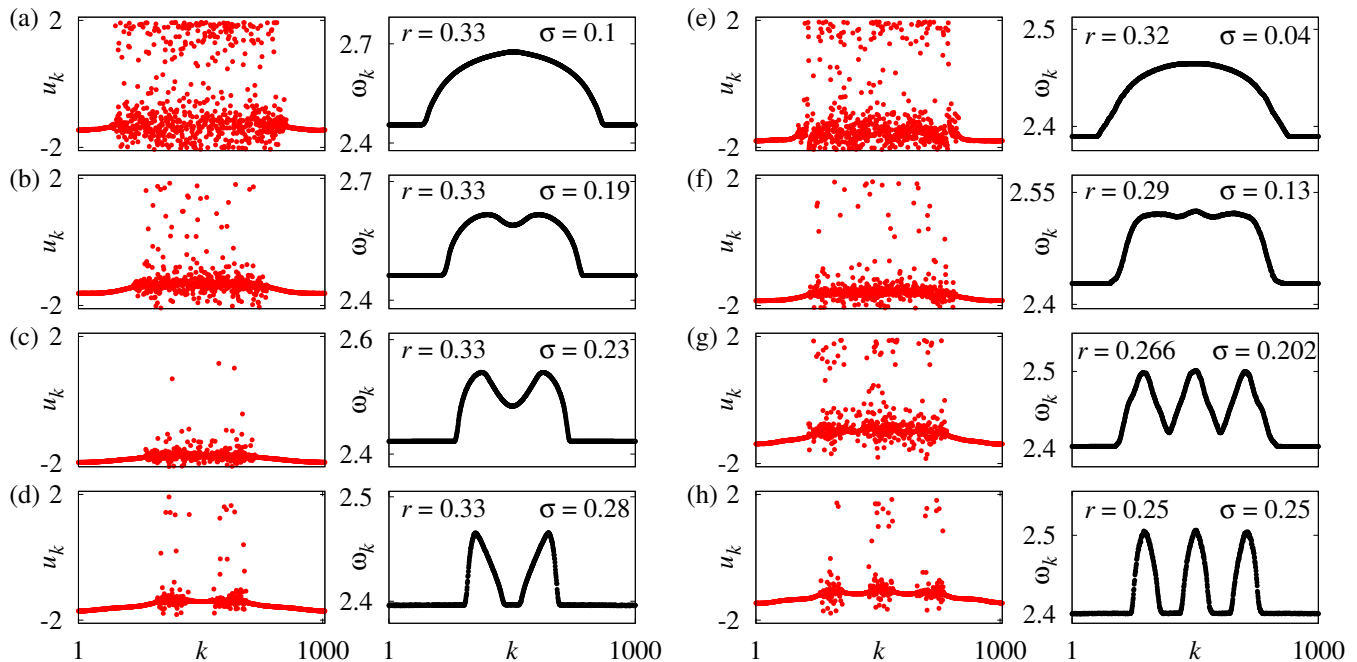 (a) 2 -2 u_k 2.7 2.4 ω_k r = 0.33 σ = 0.1
(e) 2 -2 u_k 2.5 2.4 ω_k r = 0.32 σ = 0.04
(b) 2 -2 u_k 2.7 2.4 ω_k r = 0.33 σ = 0.19
(f) 2 -2 u_k 2.55 2.4 ω_k r = 0.29 σ = 0.13
(c) 2 -2 u_k 2.6 2.4 ω_k r = 0.33 σ = 0.23
(g) 2 -2 u_k 2.5 2.4 ω_k r = 0.266 σ = 0.202
(d) 2 -2 u_k 2.5 2.4 ω_k r = 0.33 σ = 0.28
(h) 2 -2 u_k 2.5 2.4 ω_k r = 0.25 σ = 0.25
1 k 1000 1 k 1000 1 k 1000 1 k 1000